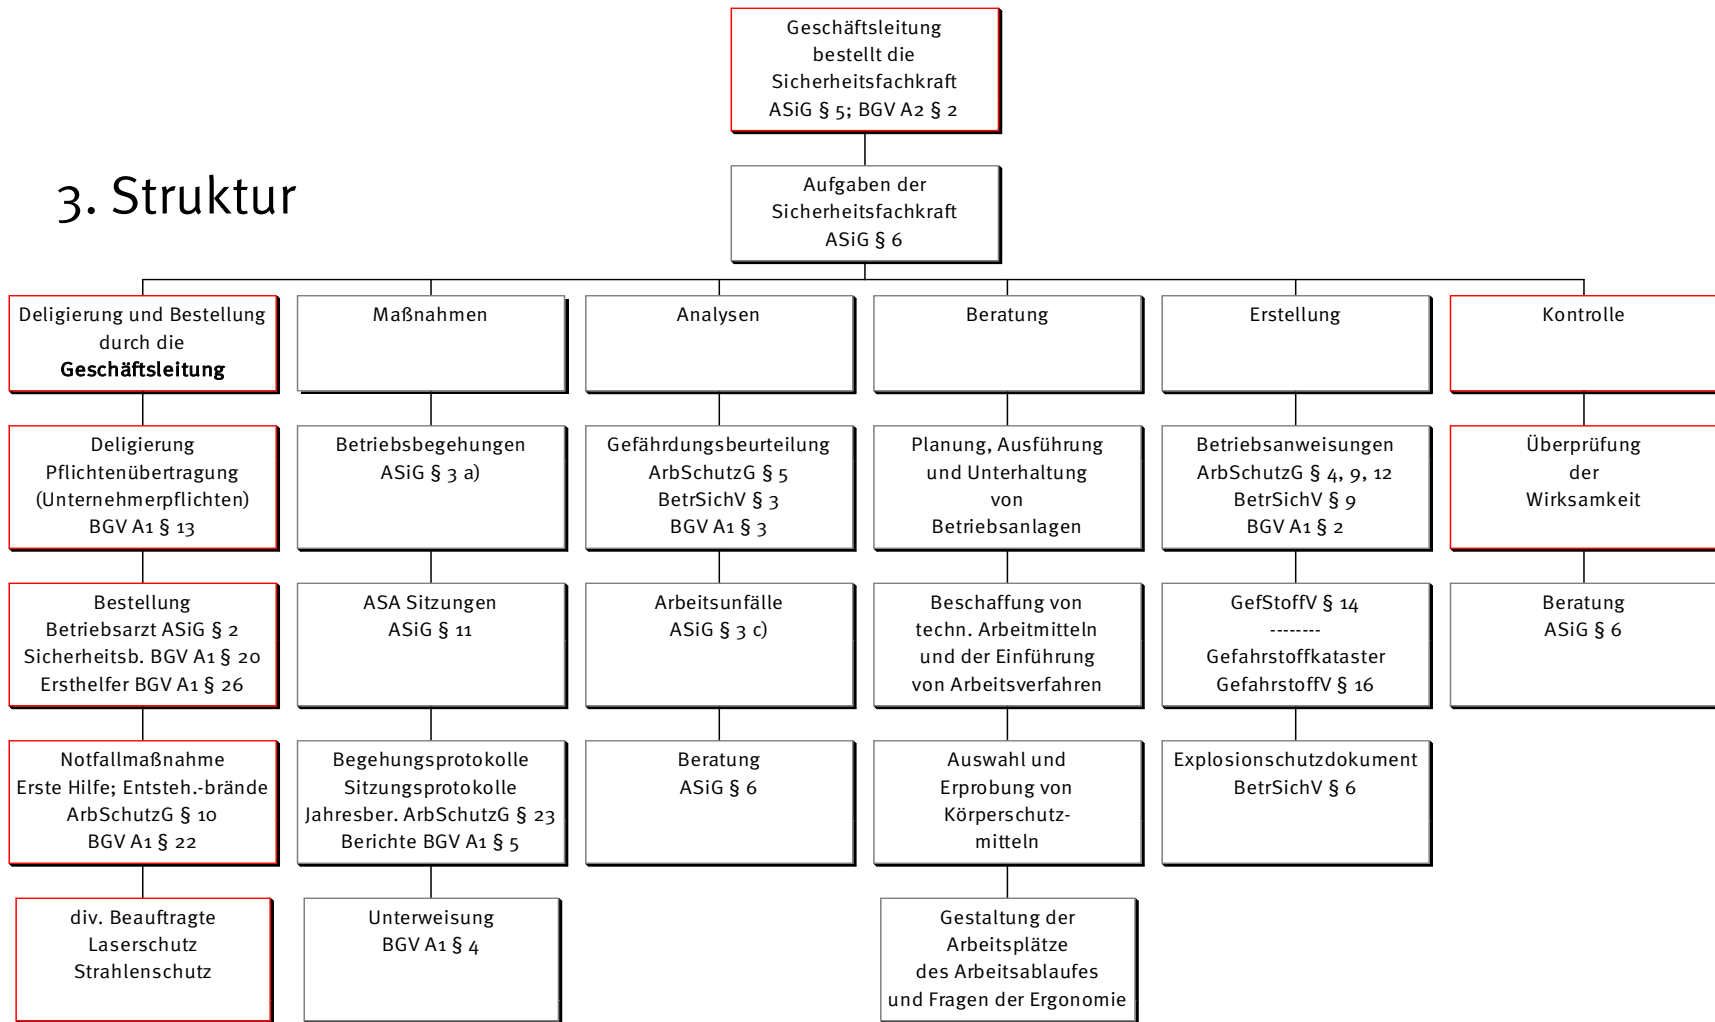 Geschäftsleitung
bestellt die
Sicherheitsfachkraft
ASiG § 5; BGV A2 § 2
3. Struktur
Aufgaben der
Sicherheitsfachkraft
ASiG § 6
Deligierung und Bestellung
durch die
Geschäftsleitung
Maßnahmen
Analysen
Beratung
Erstellung
Kontrolle
Deligierung
Pflichtenübertragung
(Unternehmerpflichten)
BGV A1 § 13
Betriebsbegehungen
ASiG § 3 a)
Gefährdungsbeurteilung
ArbSchutzG § 5
BetrSichV § 3
BGV A1 § 3
Planung, Ausführung
und Unterhaltung
von
Betriebsanlagen
Betriebsanweisungen
ArbSchutzG § 4, 9, 12
BetrSichV § 9
BGV A1 § 2
Überprüfung
der
Wirksamkeit
Bestellung
Betriebsarzt ASiG § 2
Sicherheitsb. BGV A1 § 20
Ersthelfer BGV A1 § 26
ASA Sitzungen
ASiG § 11
Arbeitsunfälle
ASiG § 3 c)
Beschaffung von
techn. Arbeitmitteln
und der Einführung
von Arbeitsverfahren
GefStoffV § 14
--------
Gefahrstoffkataster
GefahrstoffV § 16
Beratung
ASiG § 6
Notfallmaßnahme
Erste Hilfe; Entsteh.-brände
ArbSchutzG § 10
BGV A1 § 22
Begehungsprotokolle
Sitzungsprotokolle
Jahresber. ArbSchutzG § 23
Berichte BGV A1 § 5
Beratung
ASiG § 6
Auswahl und
Erprobung von
Körperschutz-
mitteln
Explosionschutzdokument
BetrSichV § 6
div. Beauftragte
Laserschutz
Strahlenschutz
Unterweisung
BGV A1 § 4
Gestaltung der
Arbeitsplätze
des Arbeitsablaufes
und Fragen der Ergonomie